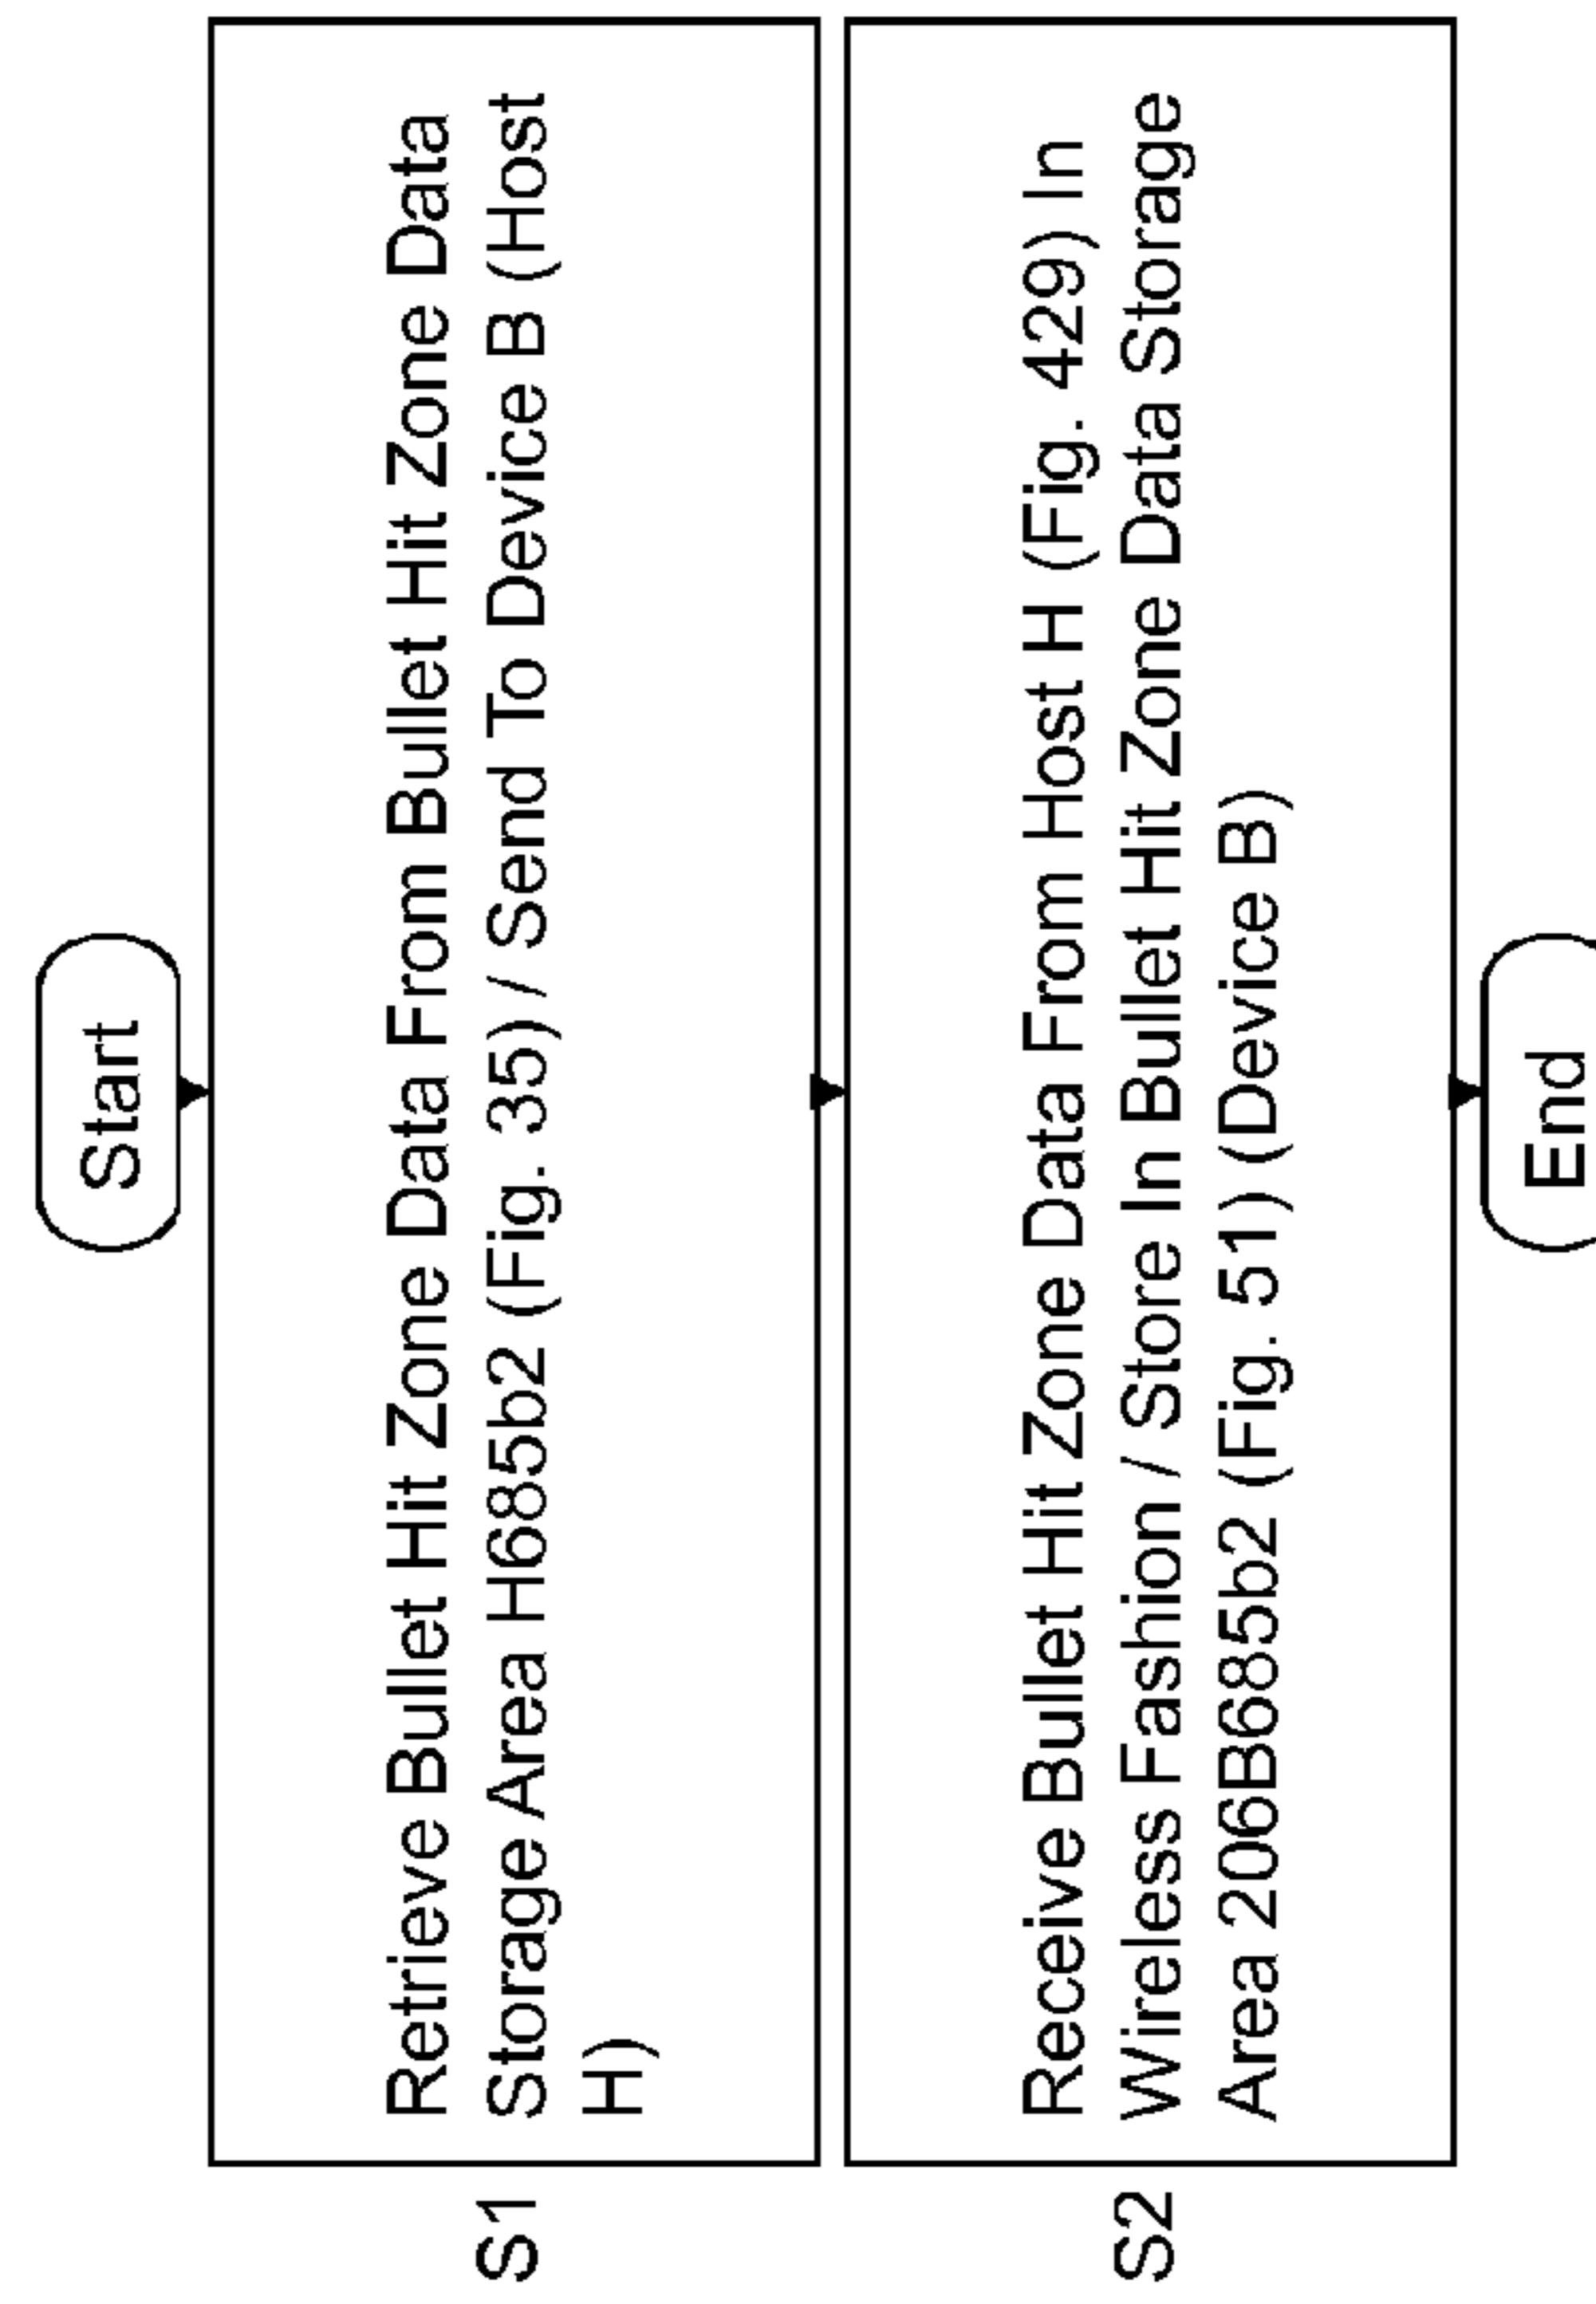 Start
Retrieve Bullet Hit Zone Data From Bullet Hit Zone Data
S1
Storage Area H685b2 (Fig. 35) / Send To Device B (Host
H)
Receive Bullet Hit Zone Data From Host H (Fig. 429) In
S2
Wireless Fashion / Store In Bullet Hit Zone Data Storage
Area 206B685b2 (Fig. 51) (Device B)
End